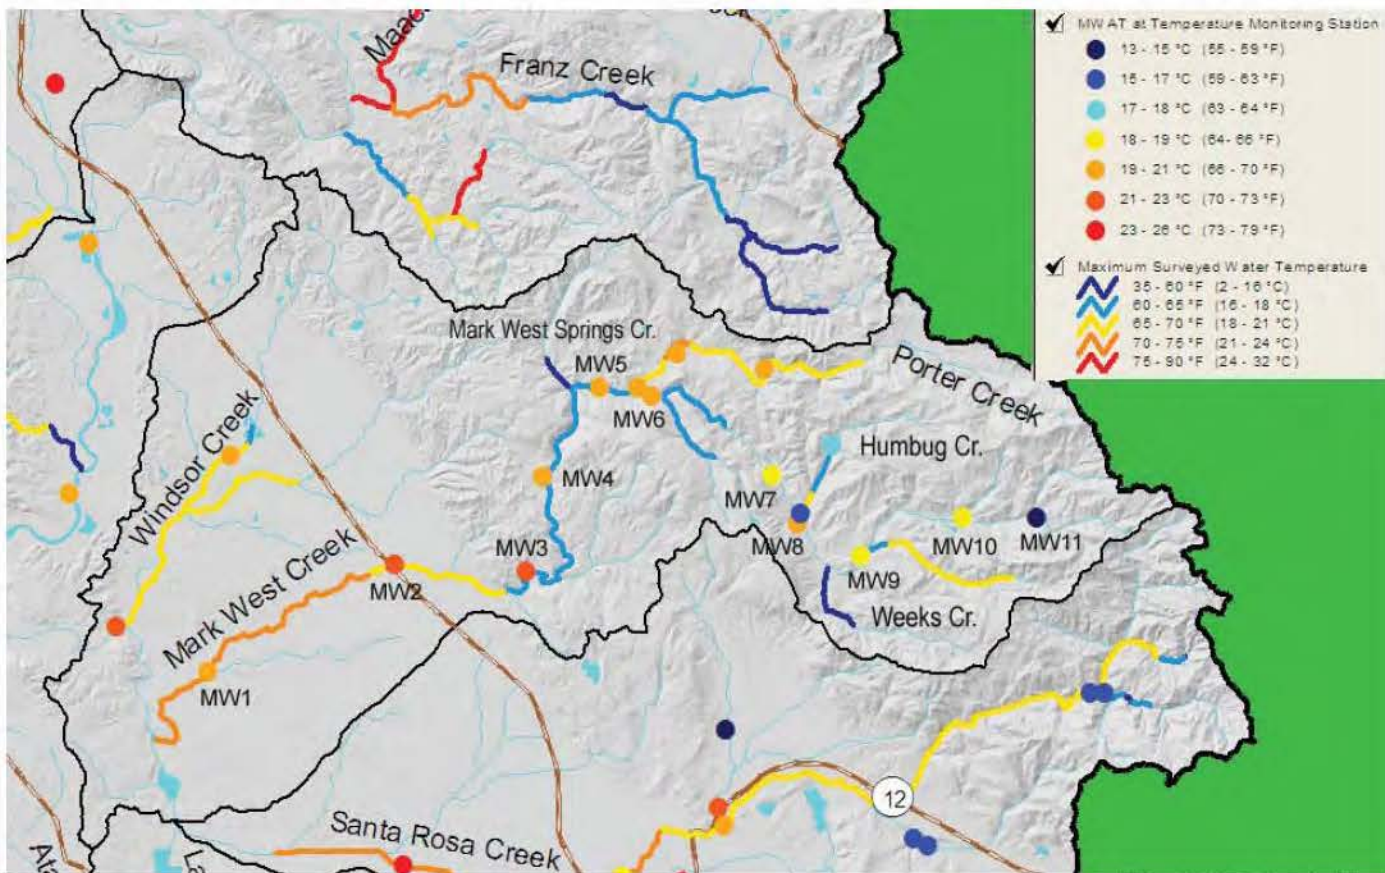 MWAT at Temperature Monitoring Station
13 - 15 °C (55 - 59 °F)
15 - 17 °C (59 - 63 °F)
17 - 18 °C (63 - 64 °F)
18 - 19 °C (64 - 66 °F)
19 - 21 °C (66 - 70 °F)
21 - 23 °C (70 - 73 °F)
23 - 26 °C (73 - 79 °F)
Maximum Surveyed Water Temperature
35 - 60 °F (2 - 16 °C)
60 - 65 °F (16 - 18 °C)
65 - 70 °F (18 - 21 °C)
70 - 75 °F (21 - 24 °C)
75 - 90 °F (24 - 32 °C)
Maac
Franz Creek
Mark West Springs Cr.
MW5
Porter Creek
MW6
Windsor Creek
Humbug Cr.
MW4
MW7
MW8
MW10
MW11
MW3
MW9
Mark West Creek
MW2
Weeks Cr.
MW1
12
Santa Rosa Creek
Ata
La